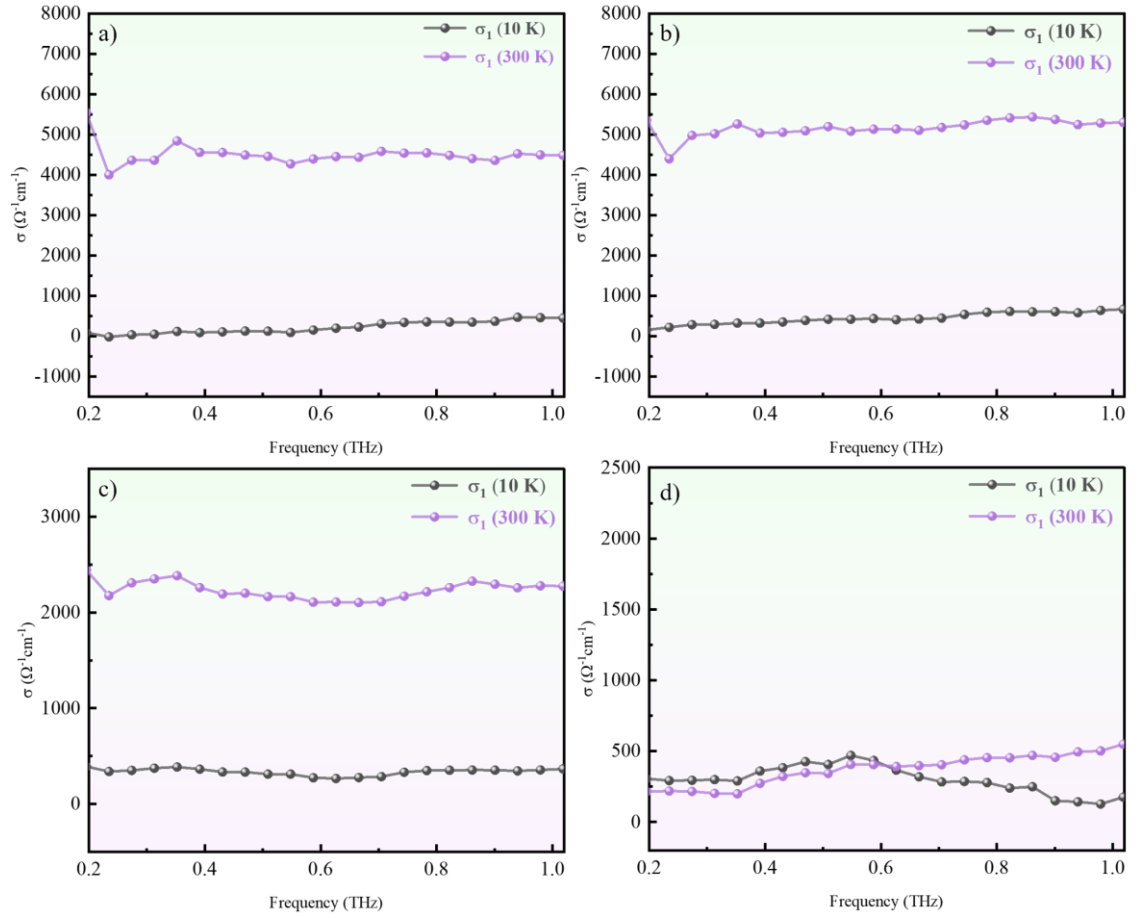 a)
σ₁ (10 K)
σ₁ (300 K)
8000
7000
6000
5000
4000
3000
2000
1000
0
-1000
σ (Ω⁻¹cm⁻¹)
0.2 0.4 0.6 0.8 1.0
Frequency (THz)
b)
σ₁ (10 K)
σ₁ (300 K)
8000
7000
6000
5000
4000
3000
2000
1000
0
-1000
σ (Ω⁻¹cm⁻¹)
0.2 0.4 0.6 0.8 1.0
Frequency (THz)
c)
σ₁ (10 K)
σ₁ (300 K)
3000
2000
1000
0
σ (Ω⁻¹cm⁻¹)
0.2 0.4 0.6 0.8 1.0
Frequency (THz)
d)
σ₁ (10 K)
σ₁ (300 K)
2500
2000
1500
1000
500
0
σ (Ω⁻¹cm⁻¹)
0.2 0.4 0.6 0.8 1.0
Frequency (THz)